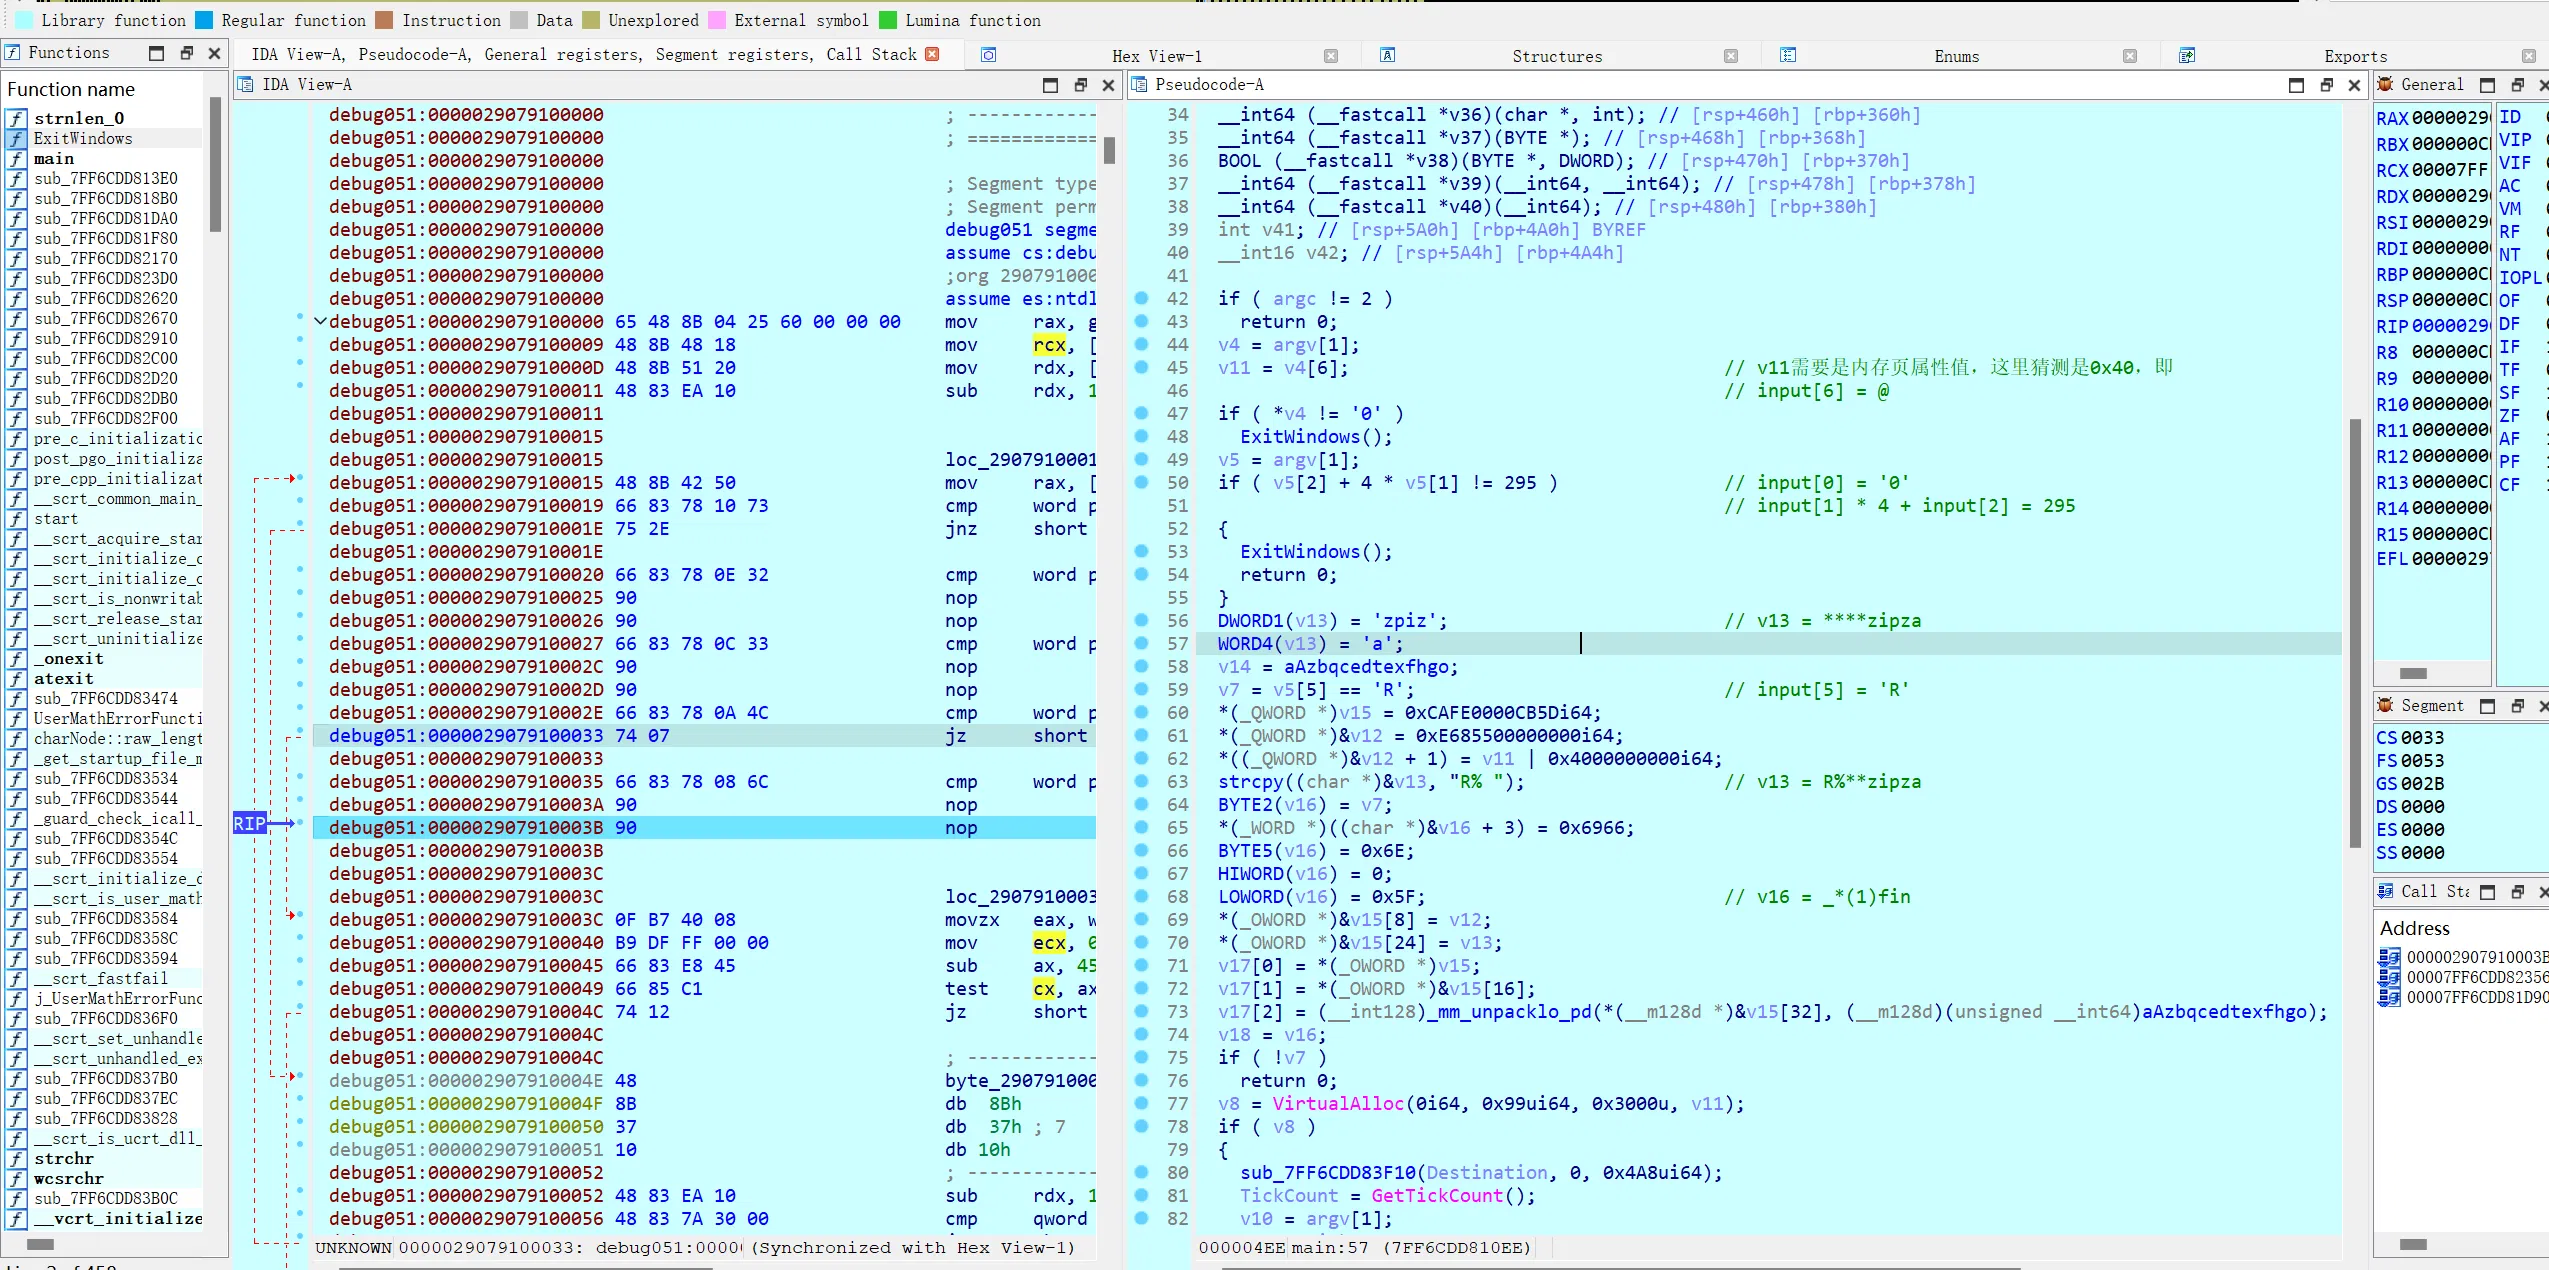 Library function Regular function Instruction Data Unexplored External symbol Lumina function
Functions
Function name
strnlen_0
ExitWindows
main
sub_7FF6CDD813E0
sub_7FF6CDD818B0
sub_7FF6CDD81DA0
sub_7FF6CDD81F80
sub_7FF6CDD82170
sub_7FF6CDD823D0
sub_7FF6CDD82620
sub_7FF6CDD82670
sub_7FF6CDD82910
sub_7FF6CDD82C00
sub_7FF6CDD82D20
sub_7FF6CDD82DB0
sub_7FF6CDD82F00
pre_c_initializatic
post_pgo_initializa
pre_cpp_initializat
__scrt_common_main_
start
__scrt_acquire_star
__scrt_initialize_c
__scrt_initialize_c
__scrt_is_nonwritab
__scrt_release_star
__scrt_uninitialize
_onexit
atexit
sub_7FF6CDD83474
UserMathErrorFuncti
charNode::raw_lengt
_get_startup_file_m
sub_7FF6CDD83534
sub_7FF6CDD83544
_guard_check_icall_
sub_7FF6CDD8354C
sub_7FF6CDD83554
__scrt_initialize_d
__scrt_is_user_math
sub_7FF6CDD83584
sub_7FF6CDD8358C
sub_7FF6CDD83594
__scrt_fastfail
j_UserMathErrorFunc
sub_7FF6CDD836F0
__scrt_set_unhandle
__scrt_unhandled_ex
sub_7FF6CDD837B0
sub_7FF6CDD837EC
sub_7FF6CDD83828
__scrt_is_ucrt_dll_
strchr
wcsrchr
sub_7FF6CDD83B0C
__vcrt_initialize
IDA View-A, Pseudocode-A, General registers, Segment registers, Call Stack
Hex View-1
Structures
Enums
Exports
IDA View-A
debug051:0000029079100000 ; ------------
debug051:0000029079100000 ; ============
debug051:0000029079100000
debug051:0000029079100000 ; Segment type
debug051:0000029079100000 ; Segment perm
debug051:0000029079100000 debug051 segme
debug051:0000029079100000 assume cs:debu
debug051:0000029079100000 ;org 290791000
debug051:0000029079100000 assume es:ntdl
debug051:0000029079100000 65 48 8B 04 25 60 00 00 00 mov rax, g
debug051:0000029079100009 48 8B 48 18 mov rcx, [
debug051:000002907910000D 48 8B 51 20 mov rdx, [
debug051:0000029079100011 48 83 EA 10 sub rdx, 1
debug051:0000029079100011
debug051:0000029079100015
debug051:0000029079100015 loc_2907910001
debug051:0000029079100015 48 8B 42 50 mov rax, [
debug051:0000029079100019 66 83 78 10 73 cmp word p
debug051:000002907910001E 75 2E jnz short
debug051:000002907910001E
debug051:0000029079100020 66 83 78 0E 32 cmp word p
debug051:0000029079100025 90 nop
debug051:0000029079100026 90 nop
debug051:0000029079100027 66 83 78 0C 33 cmp word p
debug051:000002907910002C 90 nop
debug051:000002907910002D 90 nop
debug051:000002907910002E 66 83 78 0A 4C cmp word p
debug051:0000029079100033 74 07 jz short
debug051:0000029079100033
debug051:0000029079100035 66 83 78 08 6C cmp word p
debug051:000002907910003A 90 nop
RIP debug051:000002907910003B 90 nop
debug051:000002907910003B
debug051:000002907910003C
debug051:000002907910003C loc_2907910003
debug051:000002907910003C 0F B7 40 08 movzx eax, w
debug051:0000029079100040 B9 DF FF 00 00 mov ecx, 0
debug051:0000029079100045 66 83 E8 45 sub ax, 45
debug051:0000029079100049 66 85 C1 test cx, ax
debug051:000002907910004C 74 12 jz short
debug051:000002907910004C
debug051:000002907910004C ; ------------
debug051:000002907910004E 48 byte_290791000
debug051:000002907910004F 8B db 8Bh
debug051:0000029079100050 37 db 37h ; 7
debug051:0000029079100051 10 db 10h
debug051:0000029079100052 ; ------------
debug051:0000029079100052 48 83 EA 10 sub rdx, 1
debug051:0000029079100056 48 83 7A 30 00 cmp qword
UNKNOWN 0000029079100033: debug051:00000 (Synchronized with Hex View-1)
Pseudocode-A
34 __int64 (__fastcall *v36)(char *, int); // [rsp+460h] [rbp+360h]
35 __int64 (__fastcall *v37)(BYTE *); // [rsp+468h] [rbp+368h]
36 BOOL (__fastcall *v38)(BYTE *, DWORD); // [rsp+470h] [rbp+370h]
37 __int64 (__fastcall *v39)(__int64, __int64); // [rsp+478h] [rbp+378h]
38 __int64 (__fastcall *v40)(__int64); // [rsp+480h] [rbp+380h]
39 int v41; // [rsp+5A0h] [rbp+4A0h] BYREF
40 __int16 v42; // [rsp+5A4h] [rbp+4A4h]
41
42 if ( argc != 2 )
43 return 0;
44 v4 = argv[1];
45 v11 = v4[6]; // v11需要是内存页属性值，这里猜测是0x40，即
46 // input[6] = @
47 if ( *v4 != '0' )
48 ExitWindows();
49 v5 = argv[1];
50 if ( v5[2] + 4 * v5[1] != 295 ) // input[0] = '0'
51 // input[1] * 4 + input[2] = 295
52 {
53 ExitWindows();
54 return 0;
55 }
56 DWORD1(v13) = 'zpiz'; // v13 = ****zipza
57 WORD4(v13) = 'a';
58 v14 = aAzbqcedtexfhgo;
59 v7 = v5[5] == 'R'; // input[5] = 'R'
60 *(_QWORD *)v15 = 0xCAFE0000CB5Di64;
61 *(_QWORD *)&v12 = 0xE685500000000i64;
62 *((_QWORD *)&v12 + 1) = v11 | 0x4000000000i64;
63 strcpy((char *)&v13, "R% "); // v13 = R%**zipza
64 BYTE2(v16) = v7;
65 *(_WORD *)((char *)&v16 + 3) = 0x6966;
66 BYTE5(v16) = 0x6E;
67 HIWORD(v16) = 0;
68 LOWORD(v16) = 0x5F; // v16 = _*(1)fin
69 *(_OWORD *)&v15[8] = v12;
70 *(_OWORD *)&v15[24] = v13;
71 v17[0] = *(_OWORD *)v15;
72 v17[1] = *(_OWORD *)&v15[16];
73 v17[2] = (__int128)_mm_unpacklo_pd(*(__m128d *)&v15[32], (__m128d)(unsigned __int64)aAzbqcedtexfhgo);
74 v18 = v16;
75 if ( !v7 )
76 return 0;
77 v8 = VirtualAlloc(0i64, 0x99ui64, 0x3000u, v11);
78 if ( v8 )
79 {
80 sub_7FF6CDD83F10(Destination, 0, 0x4A8ui64);
81 TickCount = GetTickCount();
82 v10 = argv[1];
000004EE main:57 (7FF6CDD810EE)
General
RAX 00000029
RBX 000000C
RCX 00007FF
RDX 00000029
RSI 00000029
RDI 00000000
RBP 000000C
RSP 000000C
RIP 00000029
R8 000000C
R9 00000000
R10 00000000
R11 00000000
R12 00000000
R13 000000C
R14 00000000
R15 000000C
EFL 00000029
ID
VIP
VIF
AC
VM
RF
NT
IOPL
OF
DF
IF
TF
SF
ZF
AF
PF
CF
Segment
CS 0033
FS 0053
GS 002B
DS 0000
ES 0000
SS 0000
Call Sta
Address
000002907910003B
00007FF6CDD82356
00007FF6CDD81D90